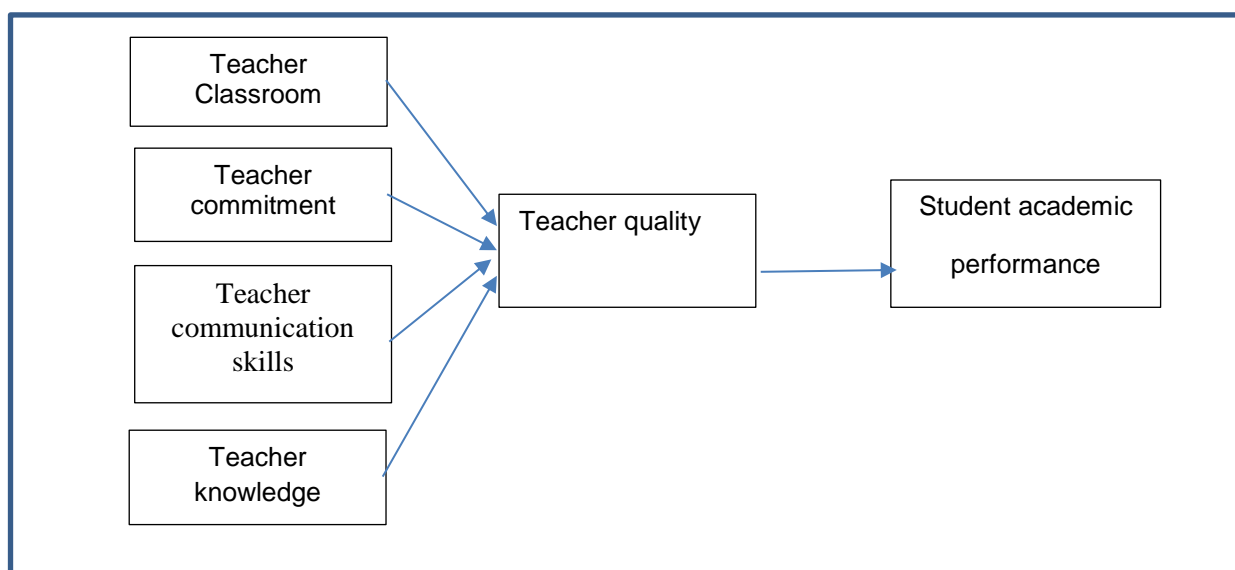 Teacher
Classroom
Teacher
commitment
Teacher
communication
skills
Teacher
knowledge
Teacher quality
Student academic
performance